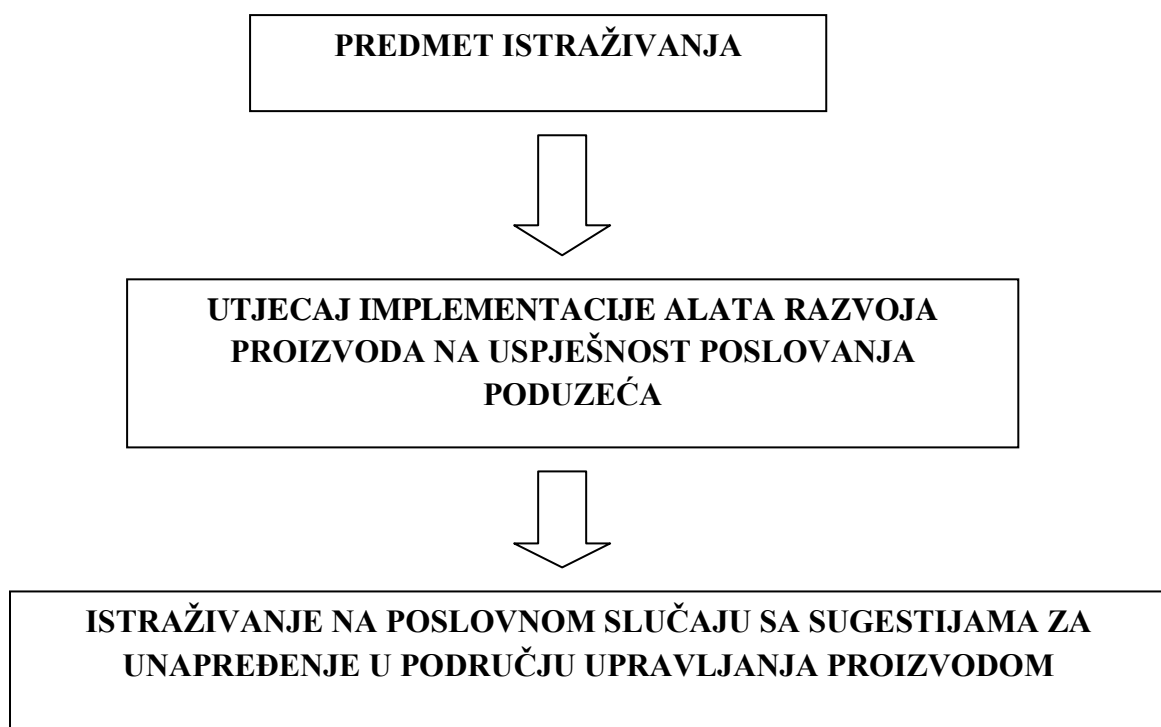 PREDMET ISTRAŽIVANJA
UTJECAJ IMPLEMENTACIJE ALATA RAZVOJA
PROIZVODA NA USPJEŠNOST POSLOVANJA
PODUZEĆA
ISTRAŽIVANJE NA POSLOVNOM SLUČAJU SA SUGESTIJAMA ZA
UNAPREĐENJE U PODRUČJU UPRAVLJANJA PROIZVODOM